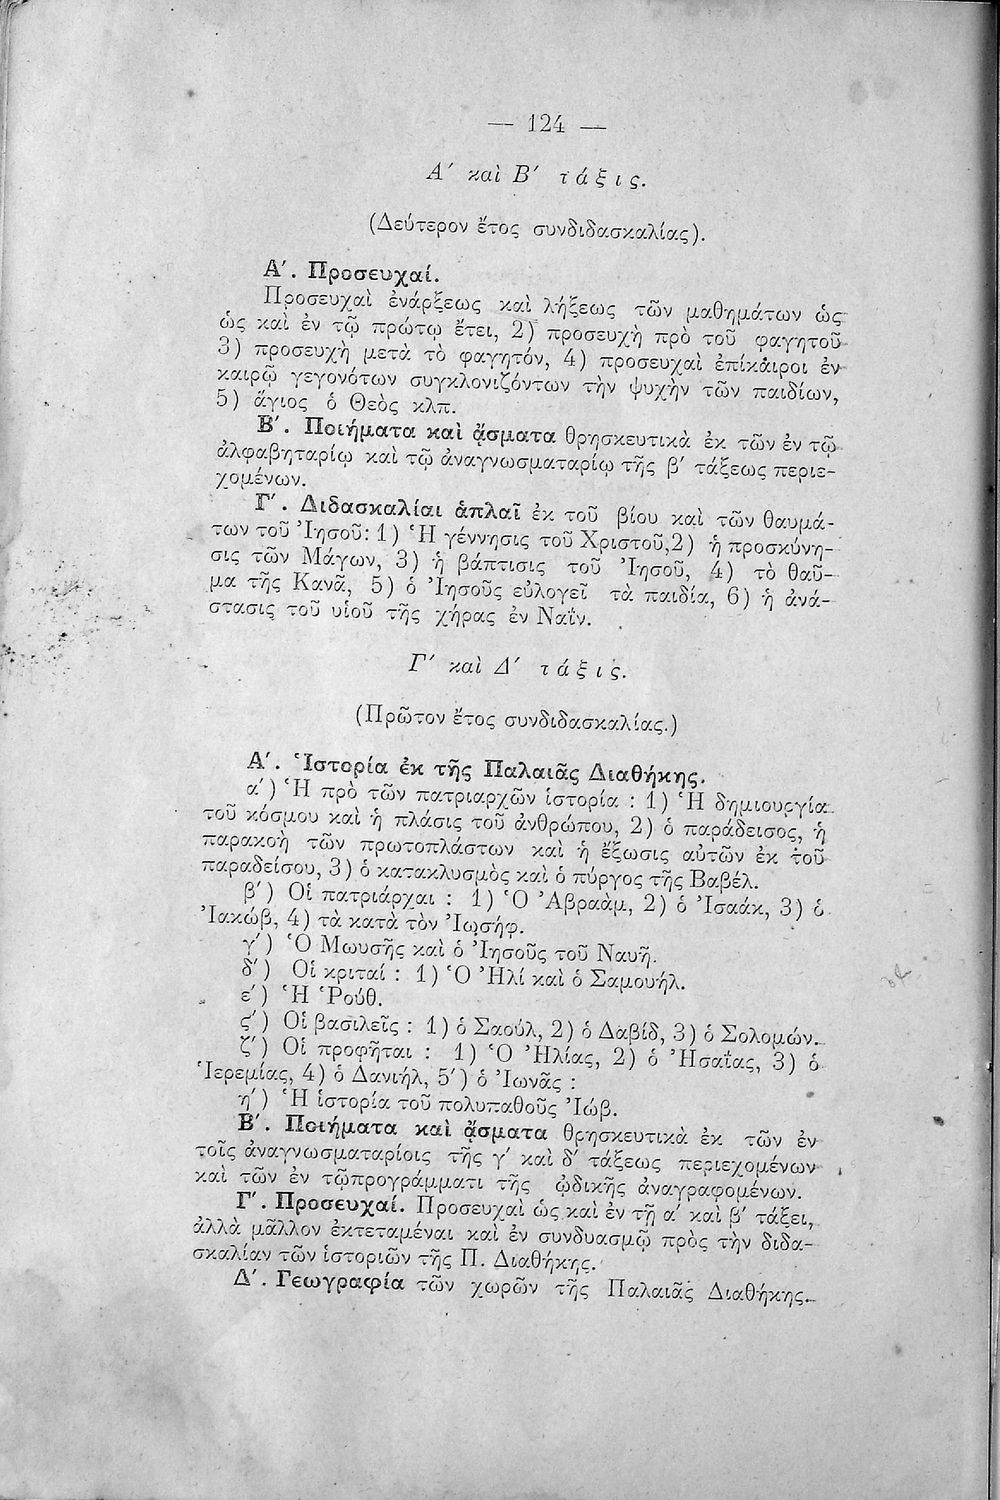 — 124 —
Α΄ καὶ Β΄ τάξις.
(Δεύτερον ἔτος συνδιδασκαλίας).
Α΄. Προσευχαί.
Προσευχαὶ ἐνάρξεως καὶ λήξεως τῶν μαθημάτων ὡς
ὡς καὶ ἐν τῷ πρώτῳ ἔτει, 2) προσευχὴ πρὸ τοῦ φαγητοῦ
3) προσευχὴ μετὰ τὸ φαγητόν, 4) προσευχαὶ ἐπίκαιροι ἐν
καιρῷ γεγονότων συγκλονιζόντων τὴν ψυχὴν τῶν παιδίων,
5) ἅγιος ὁ Θεὸς κλπ.
Β΄. Ποιήματα καὶ ᾄσματα θρησκευτικὰ ἐκ τῶν ἐν τῷ
ἀλφαβηταρίῳ καὶ τῷ ἀναγνωσματαρίῳ τῆς β΄ τάξεως περιε-
χομένων.
Γ΄. Διδασκαλίαι ἁπλαῖ ἐκ τοῦ βίου καὶ τῶν θαυμά-
των τοῦ Ἰησοῦ: 1) Ἡ γέννησις τοῦ Χριστοῦ,2) ἡ προσκύνη-
σις τῶν Μάγων, 3) ἡ βάπτισις τοῦ Ἰησοῦ, 4) τὸ θαῦ-
μα τῆς Κανᾶ, 5) ὁ Ἰησοῦς εὐλογεῖ τὰ παιδία, 6) ἡ ἀνά-
στασις τοῦ υἱοῦ τῆς χήρας ἐν Ναΐν.
Γ΄ καὶ Δ΄ τάξις.
(Πρῶτον ἔτος συνδιδασκαλίας.)
Α΄. Ἱστορία ἐκ τῆς Παλαιᾶς Διαθήκης.
α΄) Ἡ πρὸ τῶν πατριαρχῶν ἱστορία : 1) Ἡ δημιουργία
τοῦ κόσμου καὶ ἡ πλάσις τοῦ ἀνθρώπου, 2) ὁ παράδεισος, ἡ
παρακοὴ τῶν πρωτοπλάστων καὶ ἡ ἔξωσις αὐτῶν ἐκ τοῦ
παραδείσου, 3) ὁ κατακλυσμὸς καὶ ὁ πύργος τῆς Βαβέλ.
β΄) Οἱ πατριάρχαι : 1) Ὁ Ἀβραὰμ, 2) ὁ Ἰσαάκ, 3) ὁ
Ἰακώβ, 4) τὰ κατὰ τὸν Ἰωσήφ.
γ΄) Ὁ Μωυσῆς καὶ ὁ Ἰησοῦς τοῦ Ναυῆ.
δ΄) Οἱ κριταί : 1) Ὁ Ἠλί καὶ ὁ Σαμουήλ.
ε΄) Ἡ Ῥούθ.
ς΄) Οἱ βασιλεῖς : 1) ὁ Σαούλ, 2) ὁ Δαβίδ, 3) ὁ Σολομών.
ζ΄) Οἱ προφῆται : 1) Ὁ Ἠλίας, 2) ὁ Ἠσαΐας, 3) ὁ
Ἱερεμίας, 4) ὁ Δανιήλ, 5΄) ὁ Ἰωνᾶς :
η΄) Ἡ ἱστορία τοῦ πολυπαθοῦς Ἰώβ.
Β΄. Ποιήματα καὶ ᾄσματα θρησκευτικὰ ἐκ τῶν ἐν
τοῖς ἀναγνωσματαρίοις τῆς γ΄ καὶ δ΄ τάξεως περιεχομένων
καὶ τῶν ἐν τῷπρογράμματι τῆς ᾠδικῆς ἀναγραφομένων.
Γ΄. Προσευχαί. Προσευχαὶ ὡς καὶ ἐν τῇ α΄ καὶ β΄ τάξει,
ἀλλὰ μᾶλλον ἐκτεταμέναι καὶ ἐν συνδυασμῷ πρὸς τὴν διδα-
σκαλίαν τῶν ἱστοριῶν τῆς Π. Διαθήκης.
Δ΄. Γεωγραφία τῶν χωρῶν τῆς Παλαιᾶς Διαθήκης.